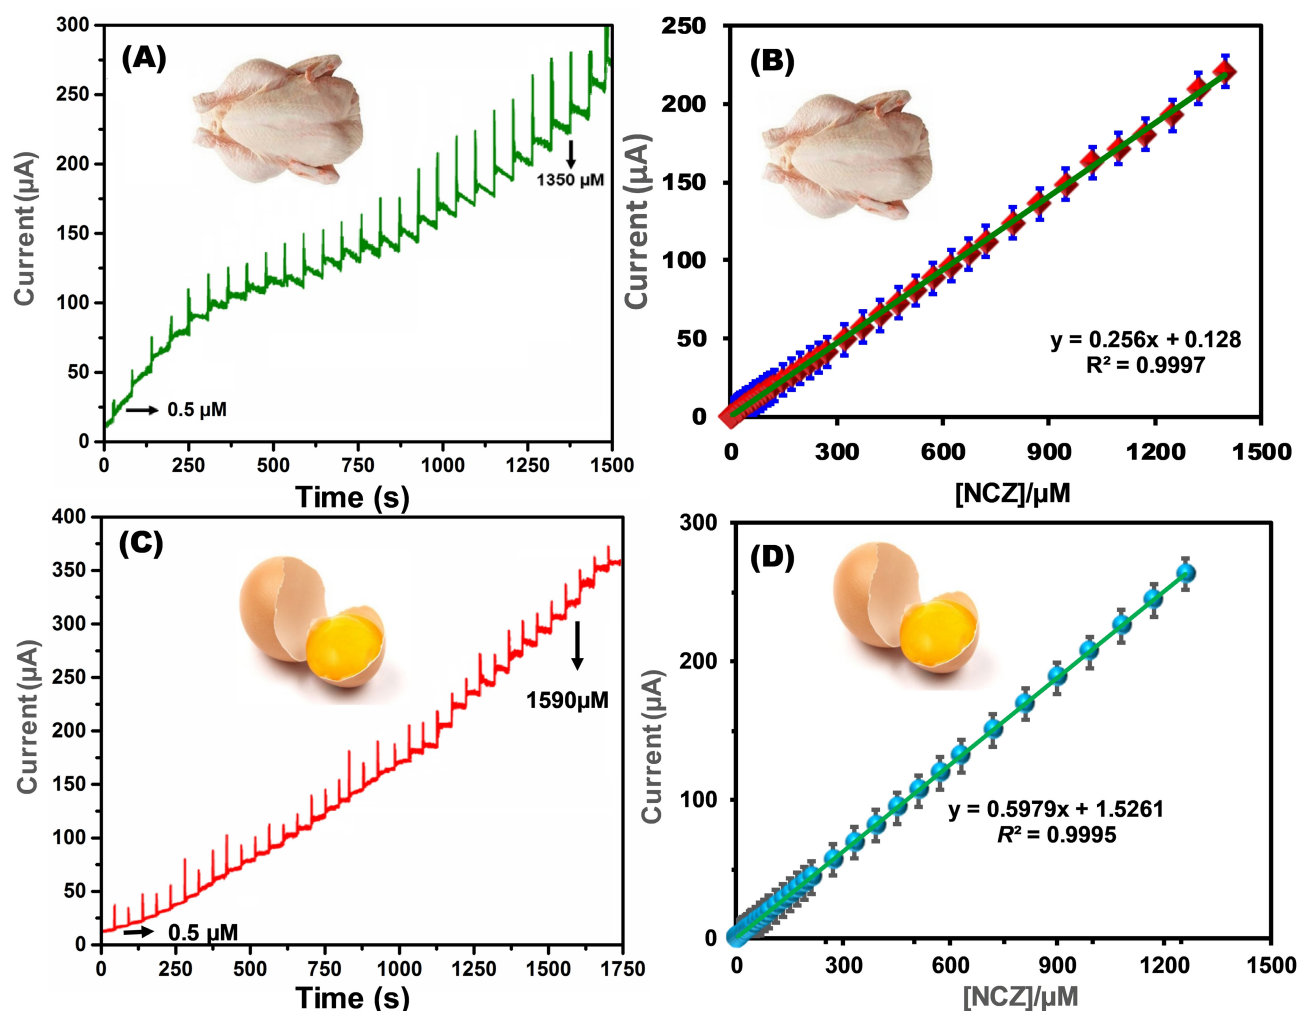 (A)
300
250
200
150
100
50
0
Current (µA)
1350 µM
0.5 µM
0 250 500 750 1000 1250 1500
Time (s)
(B)
250
200
150
100
50
0
Current (µA)
y = 0.256x + 0.128
R² = 0.9997
0 300 600 900 1200 1500
[NCZ]/µM
(C)
400
350
300
250
200
150
100
50
0
Current (µA)
1590µM
0.5 µM
0 250 500 750 1000 1250 1500 1750
Time (s)
(D)
300
200
100
0
Current (µA)
y = 0.5979x + 1.5261
R² = 0.9995
0 300 600 900 1200 1500
[NCZ]/µM